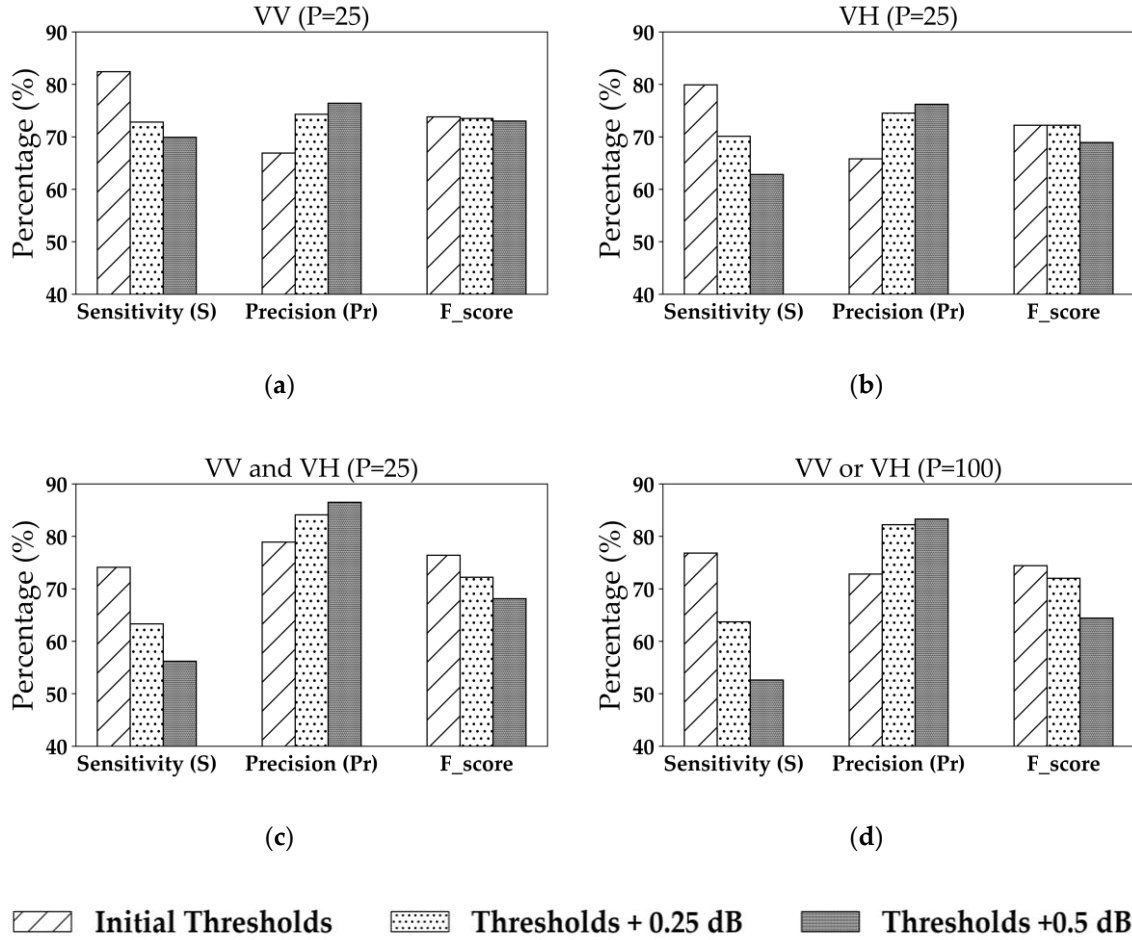 VV (P=25)
Percentage (%)
90
80
70
60
50
40
Sensitivity (S) Precision (Pr) F_score
(a)
VH (P=25)
Percentage (%)
90
80
70
60
50
40
Sensitivity (S) Precision (Pr) F_score
(b)
VV and VH (P=25)
Percentage (%)
90
80
70
60
50
40
Sensitivity (S) Precision (Pr) F_score
(c)
VV or VH (P=100)
Percentage (%)
90
80
70
60
50
40
Sensitivity (S) Precision (Pr) F_score
(d)
Initial Thresholds Thresholds + 0.25 dB Thresholds +0.5 dB